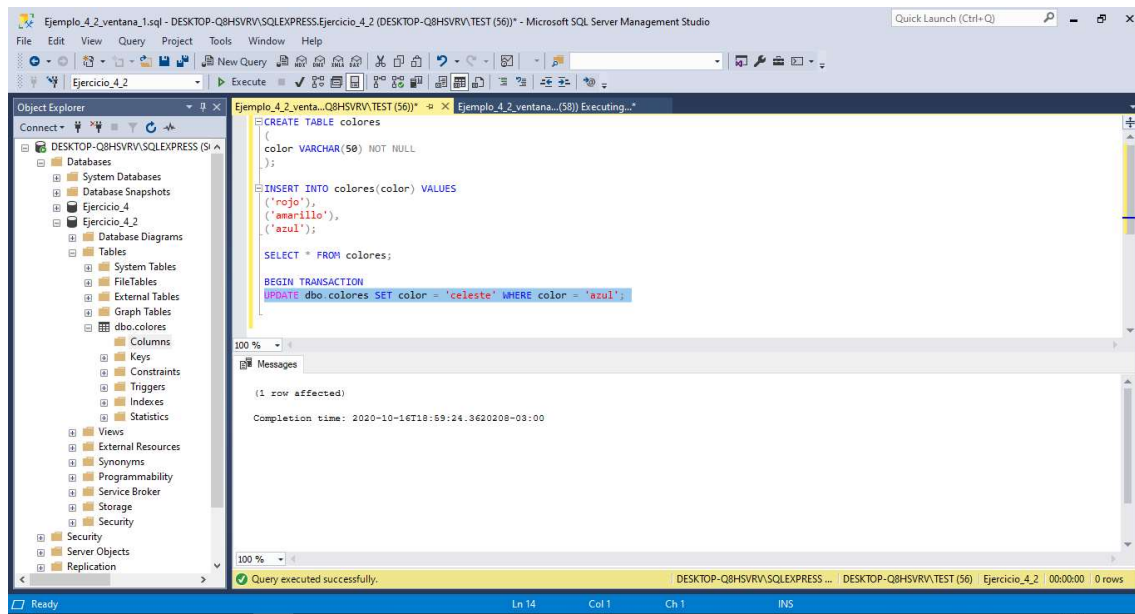 Ejemplo_4_2_ventana_1.sql - DESKTOP-Q8HSVRV\SQLEXPRESS.Ejercicio_4_2 (DESKTOP-Q8HSVRV\TEST (56))* - Microsoft SQL Server Management Studio
Quick Launch (Ctrl+Q)
File Edit View Query Project Tools Window Help
New Query
Ejercicio_4_2
Execute
Object Explorer
Connect
DESKTOP-Q8HSVRV\SQLEXPRESS (S
Databases
System Databases
Database Snapshots
Ejercicio_4
Ejercicio_4_2
Database Diagrams
Tables
System Tables
FileTables
External Tables
Graph Tables
dbo.colores
Columns
Keys
Constraints
Triggers
Indexes
Statistics
Views
External Resources
Synonyms
Programmability
Service Broker
Storage
Security
Security
Server Objects
Replication
Ejemplo_4_2_venta...Q8HSVRV\TEST (56))* Ejemplo_4_2_ventana...(58)) Executing...*
CREATE TABLE colores
(
color VARCHAR(50) NOT NULL
);
INSERT INTO colores(color) VALUES
('rojo'),
('amarillo'),
('azul');
SELECT * FROM colores;
BEGIN TRANSACTION
UPDATE dbo.colores SET color = 'celeste' WHERE color = 'azul';
100 %
Messages
(1 row affected)
Completion time: 2020-10-16T18:59:24.3620208-03:00
100 %
Query executed successfully.
DESKTOP-Q8HSVRV\SQLEXPRESS ... DESKTOP-Q8HSVRV\TEST (56) Ejercicio_4_2 00:00:00 0 rows
Ready Ln 14 Col 1 Ch 1 INS